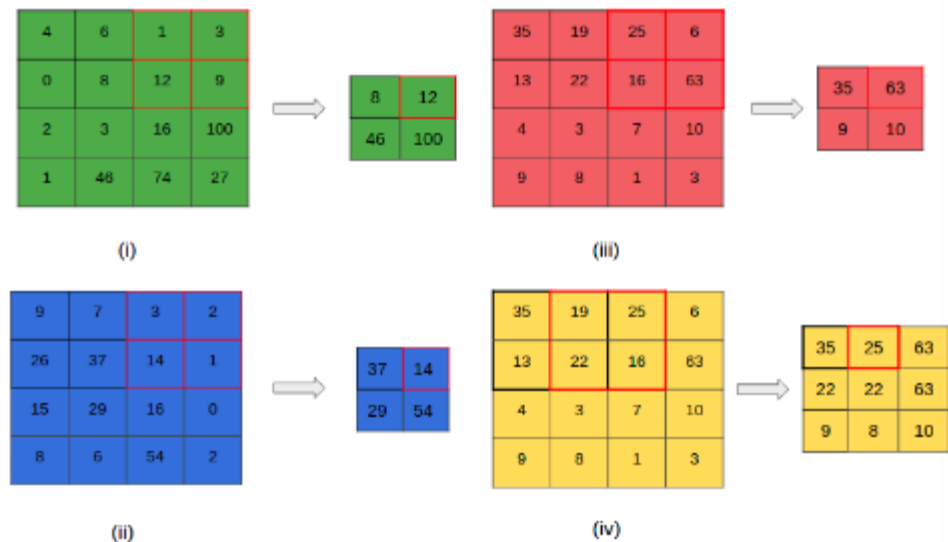 4 6 1 3
0 8 12 9
2 3 16 100
1 46 74 27
8 12
46 100
(i)
35 19 25 6
13 22 16 63
4 3 7 10
9 8 1 3
35 63
9 10
(iii)
9 7 3 2
26 37 14 1
15 29 16 0
8 6 54 2
37 14
29 54
(ii)
35 19 25 6
13 22 16 63
4 3 7 10
9 8 1 3
35 25 63
22 22 63
9 8 10
(iv)